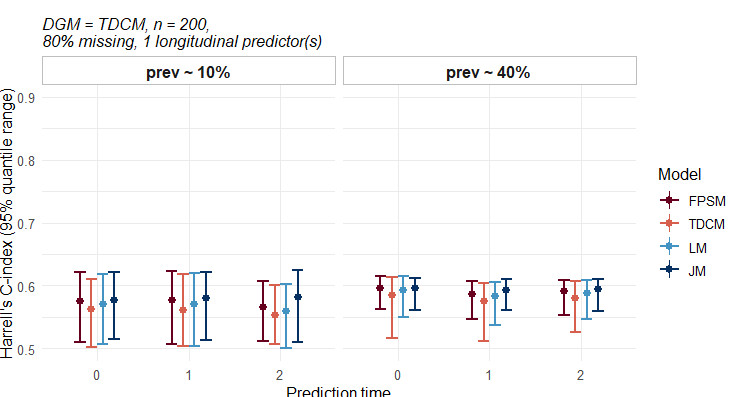 DGM = TDCM, n = 200,
80% missing, 1 longitudinal predictor(s)
prev ~ 10%
prev ~ 40%
Harrell's C-index (95% quantile range)
0.9
0.8
0.7
0.6
0.5
0
1
2
0
1
2
Prediction time
Model
FPSM
TDCM
LM
JM